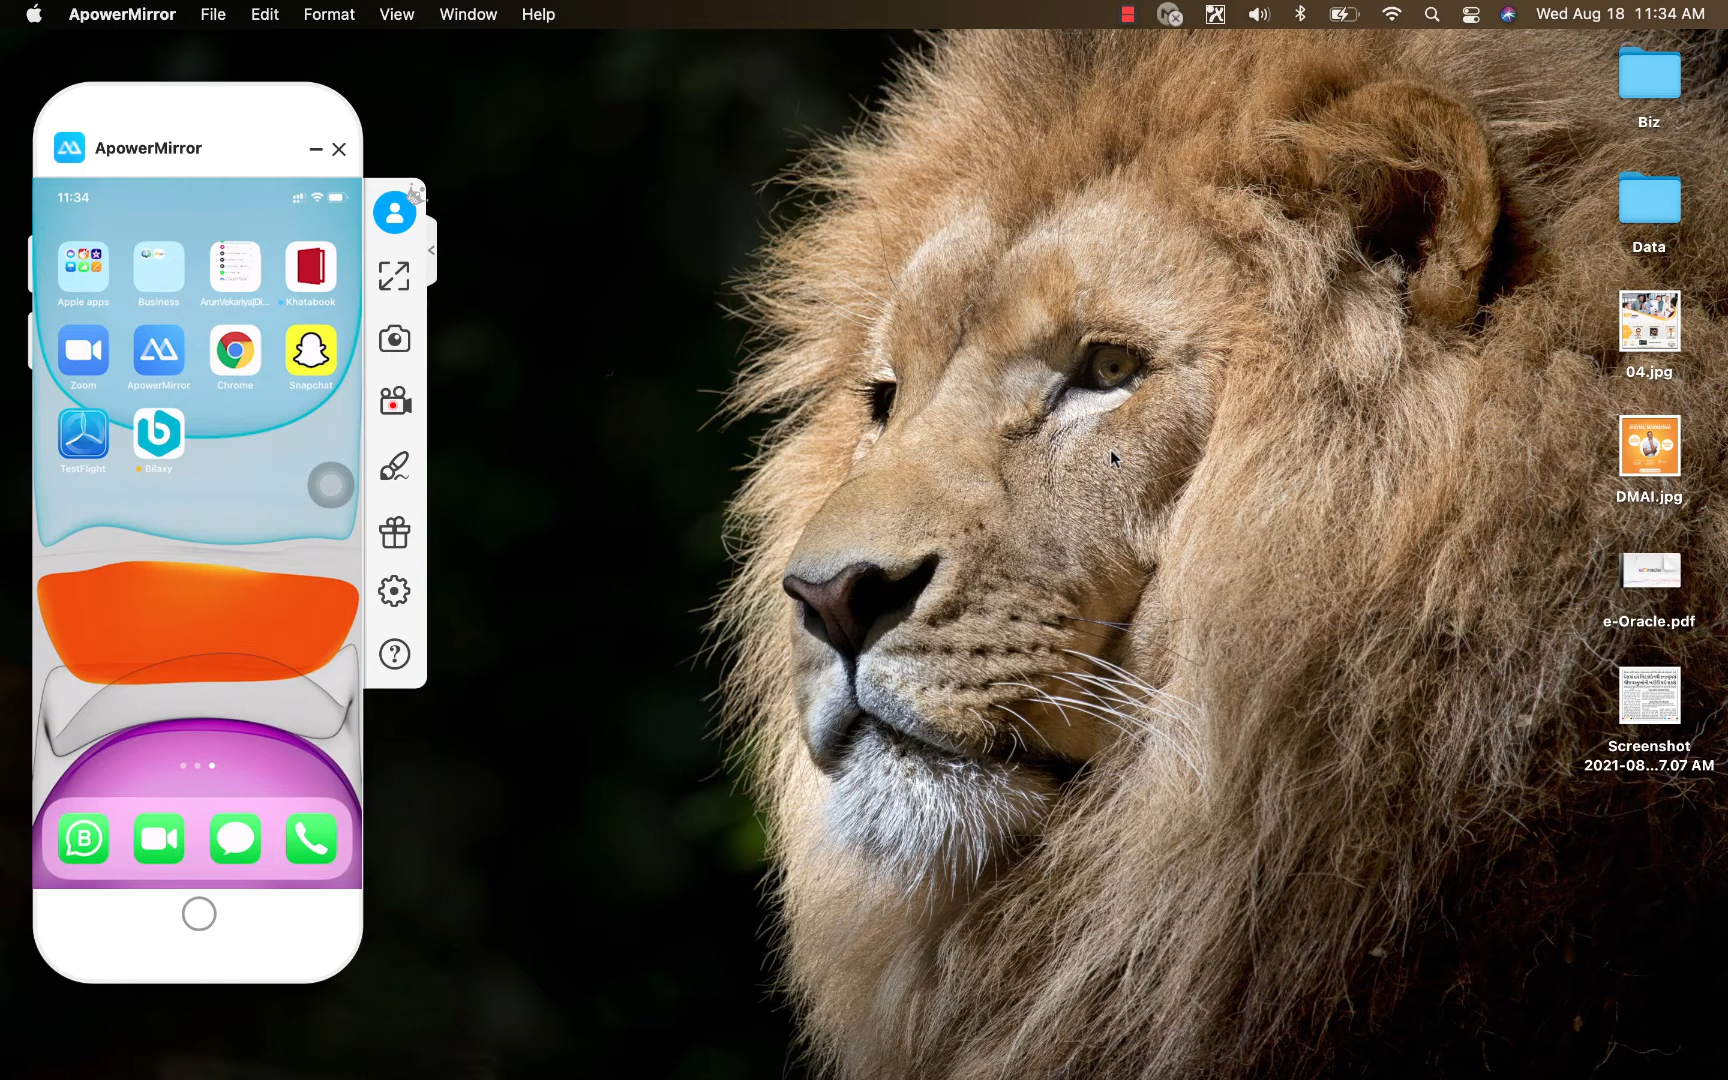 ApowerMirror File Edit Format View Window Help Wed Aug 18 11:34 AM
ApowerMirror
11:34
Apple apps Business ArunVekariya|Di... Khatabook
Zoom ApowerMirror Chrome Snapchat
TestFlight Bilaxy
Biz
Data
04.jpg
DMAI.jpg
e-Oracle.pdf
Screenshot
2021-08...7.07 AM